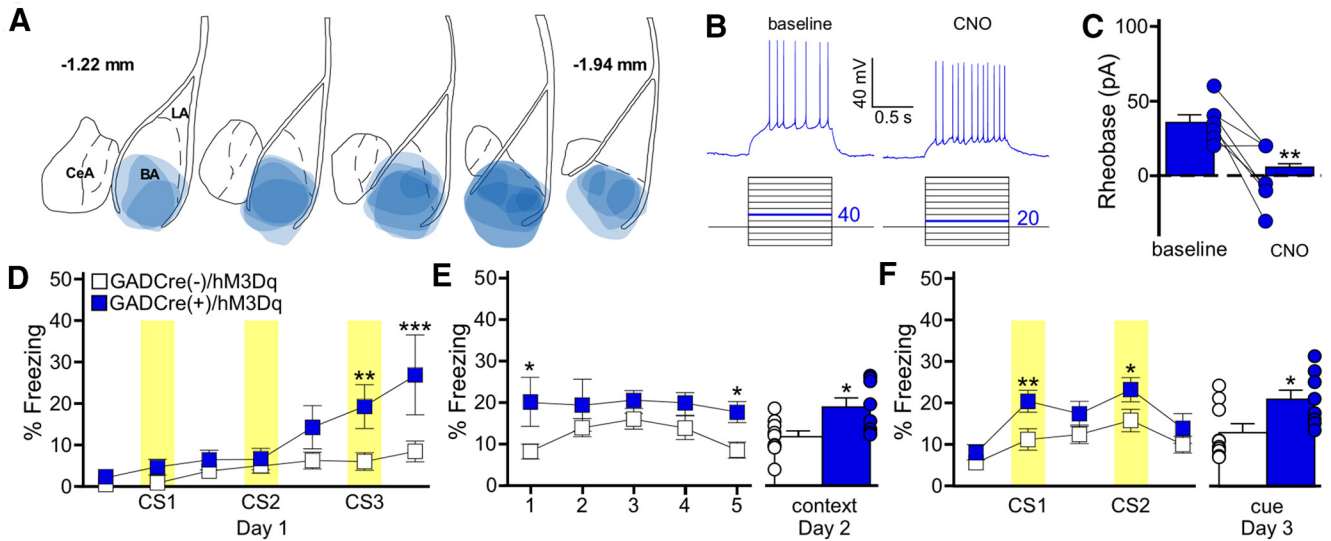 A
-1.22 mm
-1.94 mm
LA
CeA
BA
B
baseline
CNO
40 mV
0.5 s
40
20
C
Rheobase (pA)
100
50
0
**
baseline
CNO
D
% Freezing
50
40
30
20
10
0
GADCre(-)/hM3Dq
GADCre(+)/hM3Dq
**
***
CS1
CS2
CS3
Day 1
E
% Freezing
50
40
30
20
10
0
*
*
*
1
2
3
4
5
context
Day 2
F
% Freezing
50
40
30
20
10
0
**
*
*
CS1
CS2
cue
Day 3